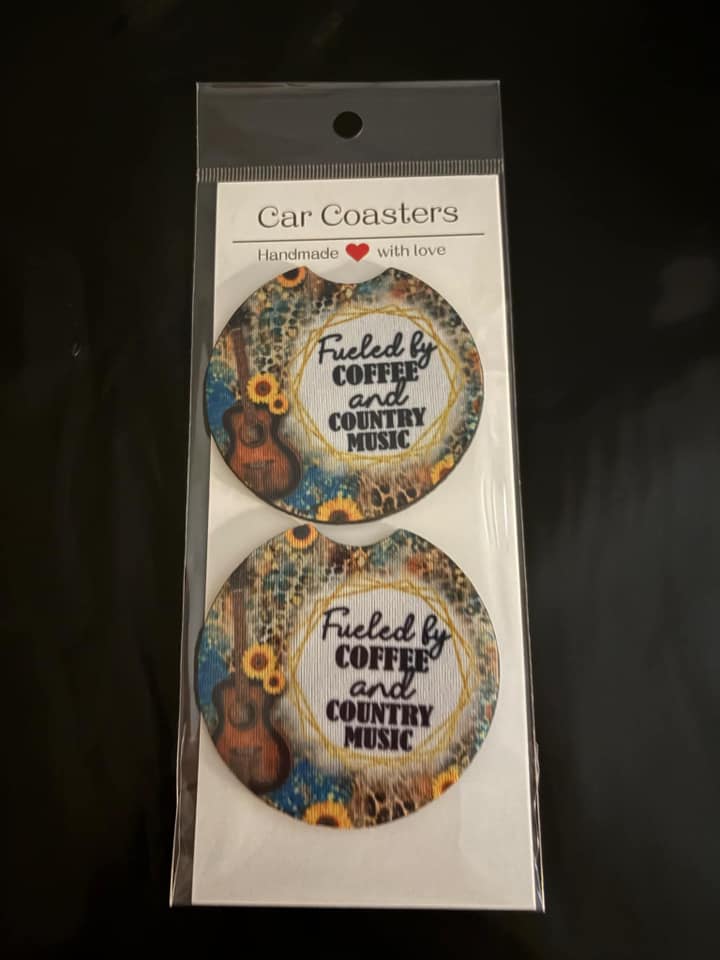 Car Coasters
Handmade ❤ with love
Fueled by
COFFEE
and
COUNTRY
MUSIC
Fueled by
COFFEE
and
COUNTRY
MUSIC